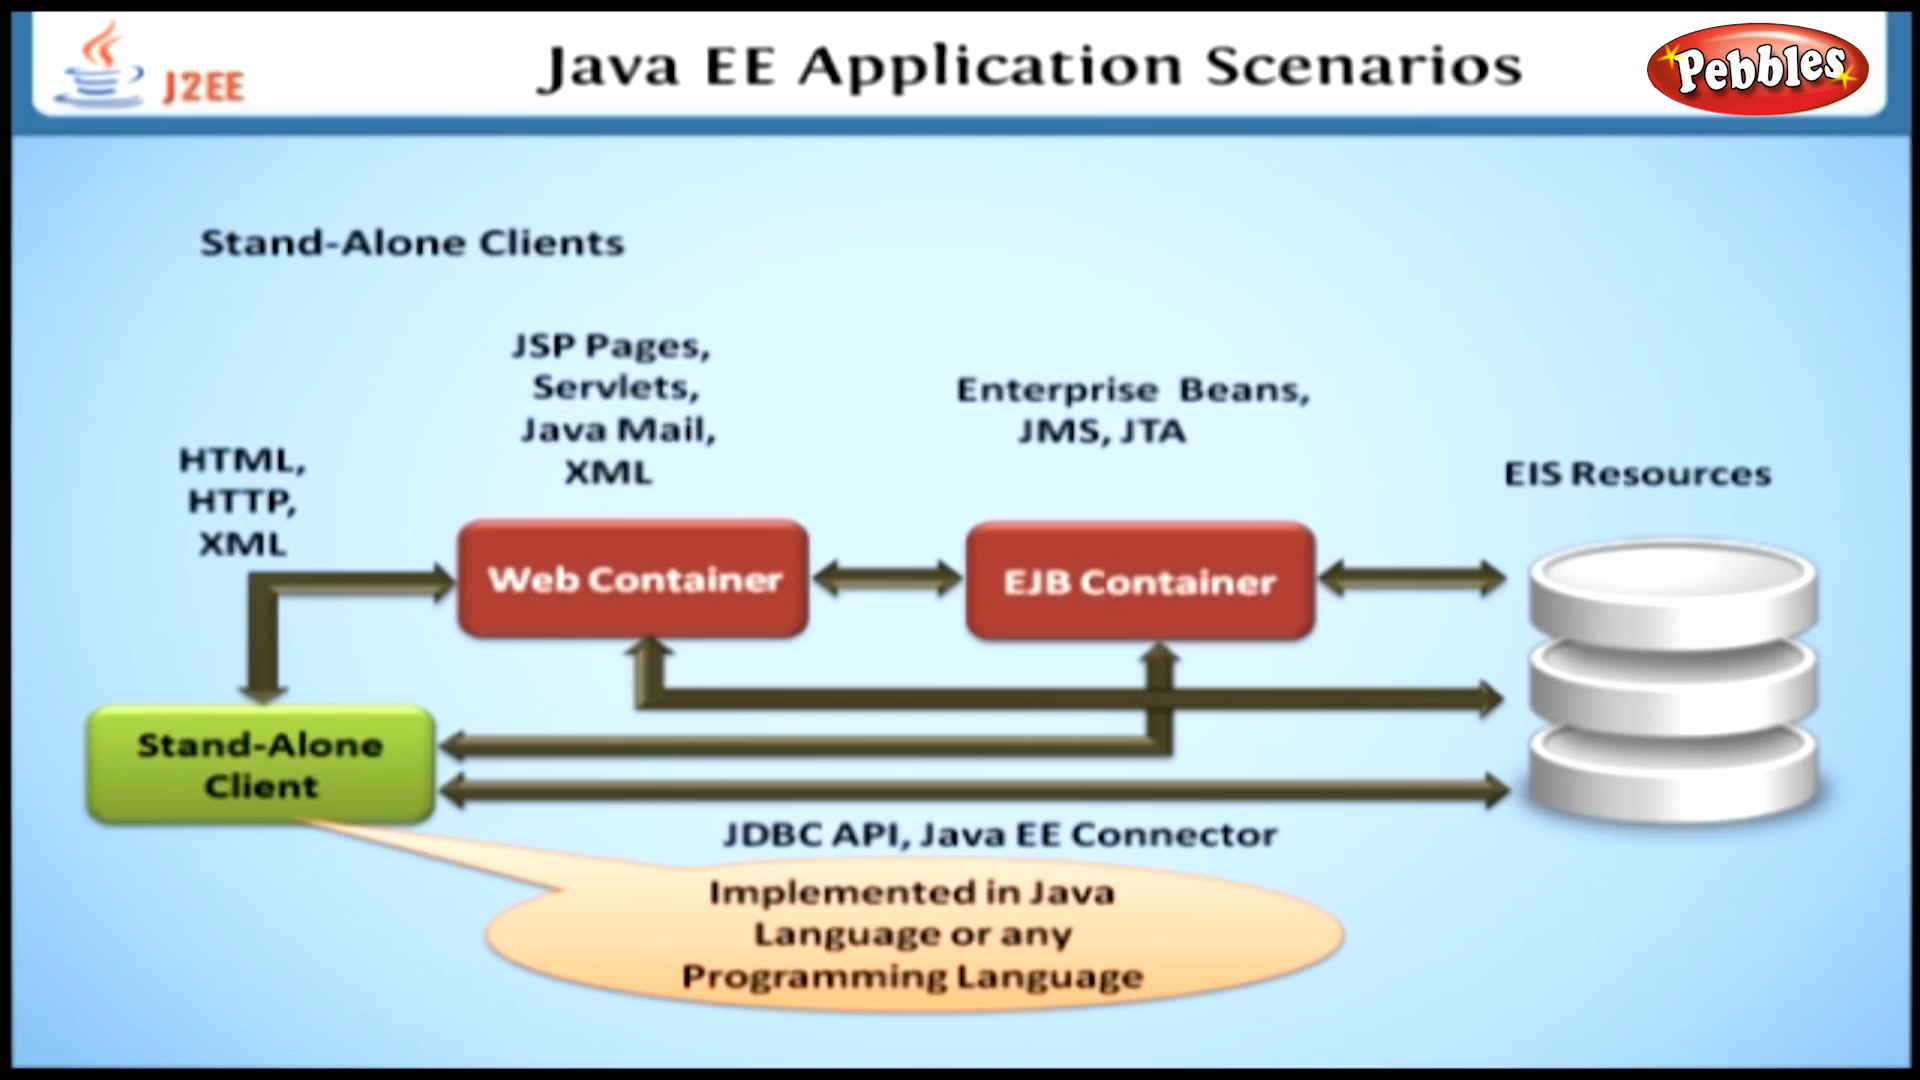 J2EE
Java EE Application Scenarios
Pebbles
Stand-Alone Clients
JSP Pages,
Servlets,
Java Mail,
XML
Enterprise Beans,
JMS, JTA
HTML,
HTTP,
XML
EIS Resources
Web Container
EJB Container
Stand-Alone
Client
JDBC API, Java EE Connector
Implemented in Java
Language or any
Programming Language